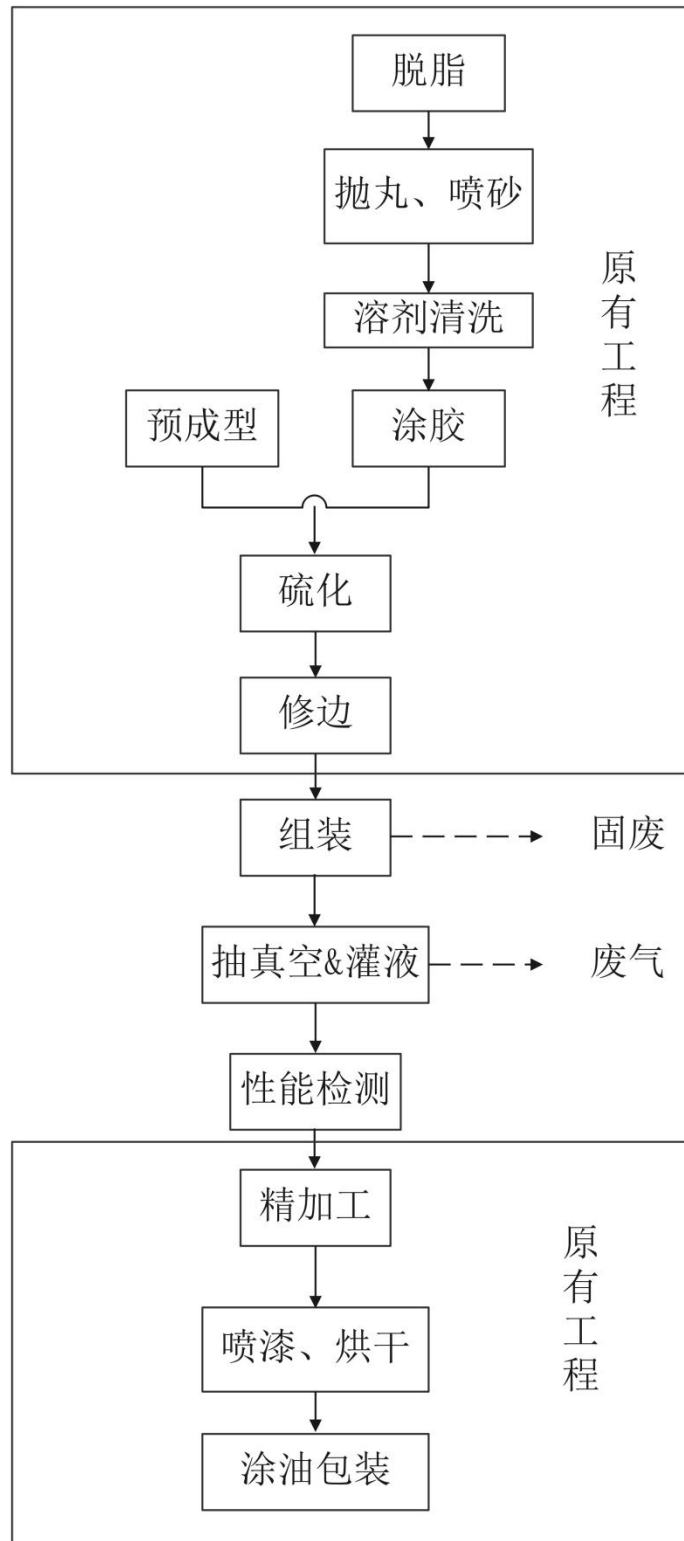 脱脂
抛丸、喷砂
溶剂清洗
预成型
涂胶
原有工程
硫化
修边
组装
固废
抽真空&灌液
废气
性能检测
精加工
原有工程
喷漆、烘干
涂油包装